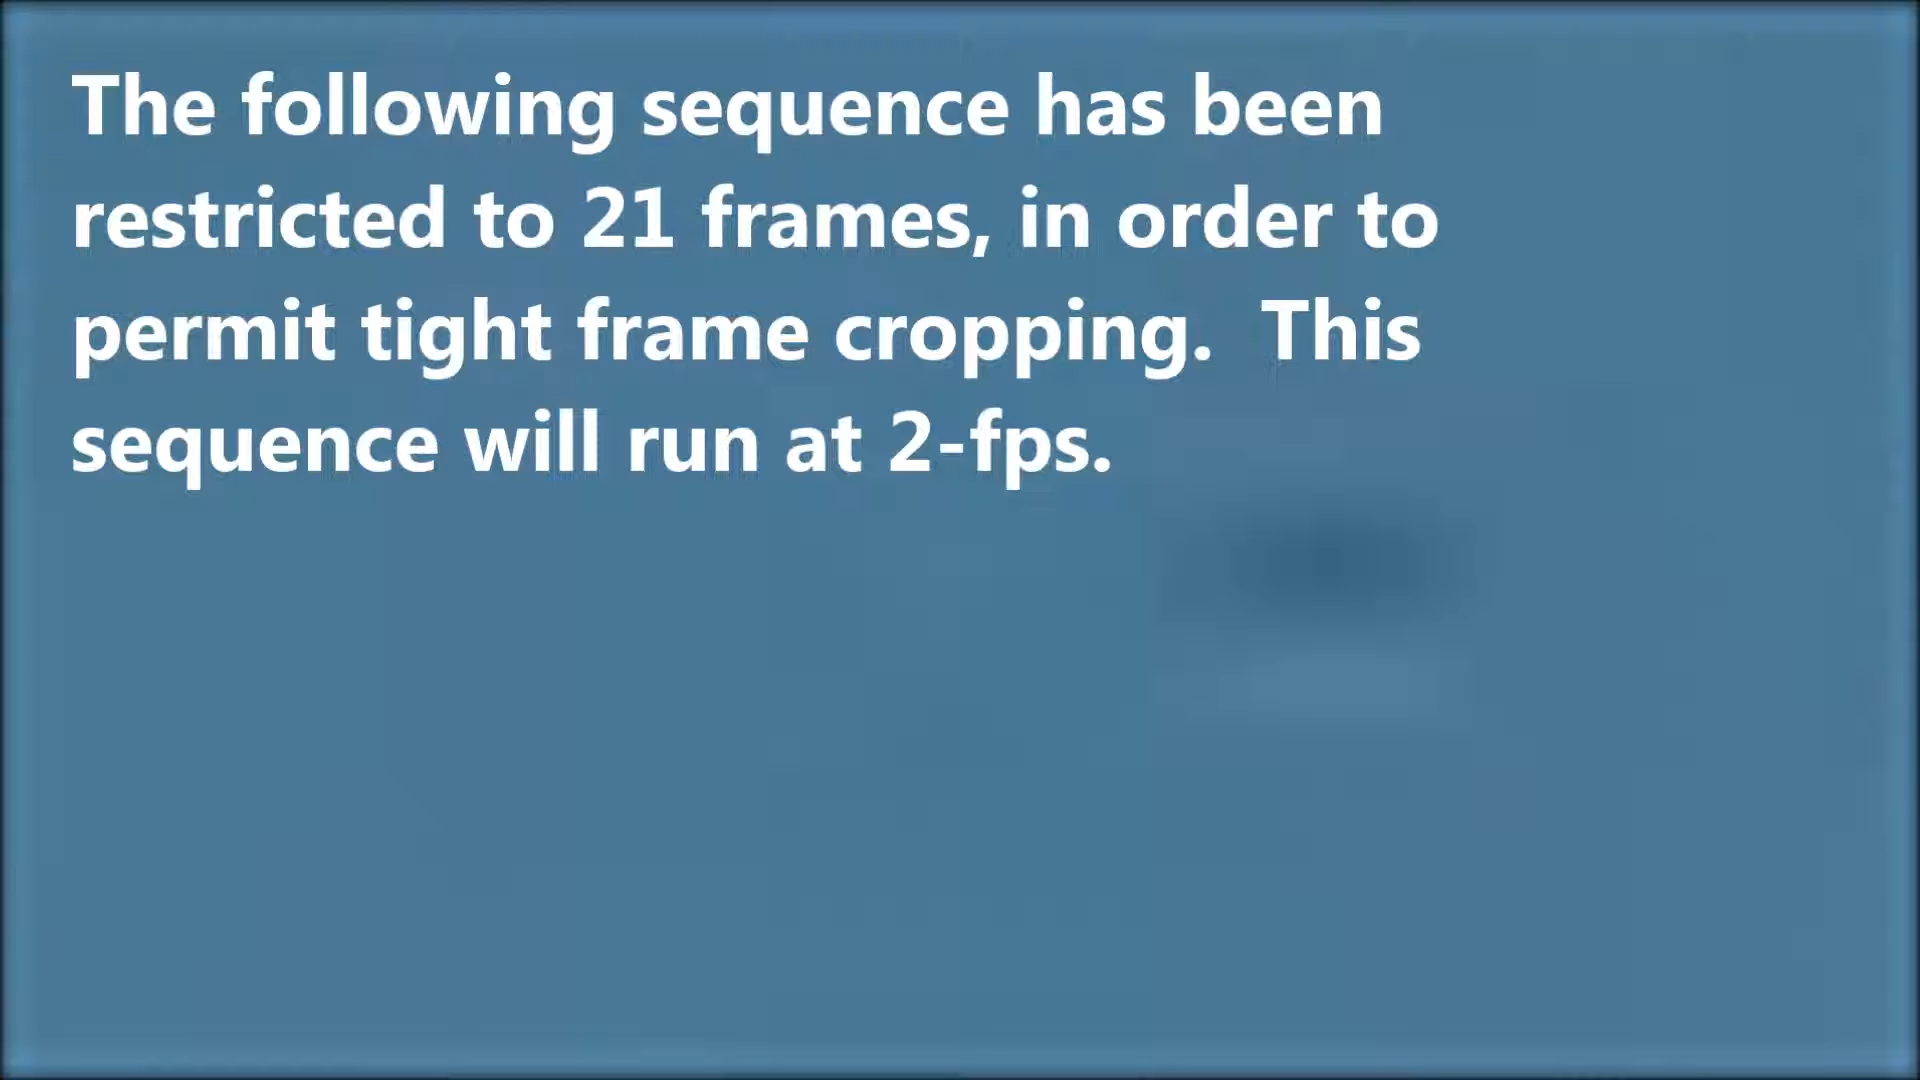 The following sequence has been
restricted to 21 frames, in order to
permit tight frame cropping.  This
sequence will run at 2-fps.